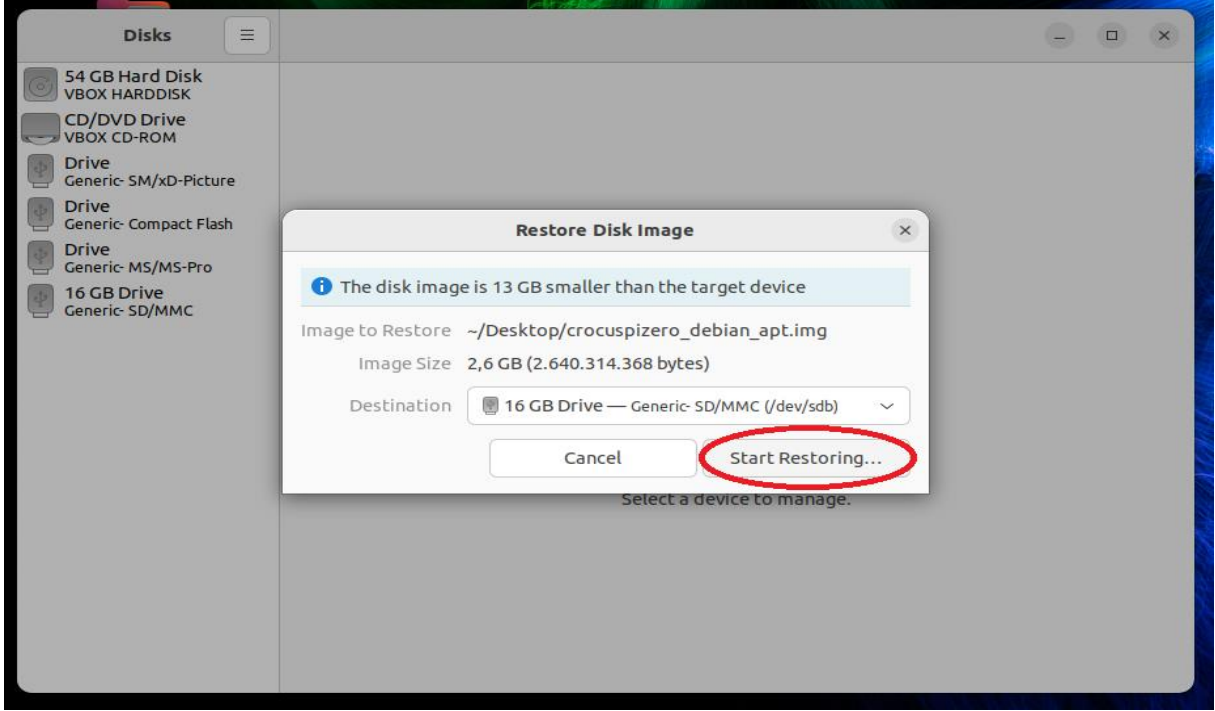 Disks
54 GB Hard Disk
VBOX HARDDISK
CD/DVD Drive
VBOX CD-ROM
Drive
Generic- SM/xD-Picture
Drive
Generic- Compact Flash
Drive
Generic- MS/MS-Pro
16 GB Drive
Generic- SD/MMC
Restore Disk Image
The disk image is 13 GB smaller than the target device
Image to Restore ~/Desktop/crocuspizero_debian_apt.img
Image Size 2,6 GB (2.640.314.368 bytes)
Destination 16 GB Drive — Generic- SD/MMC (/dev/sdb)
Cancel Start Restoring...
Select a device to manage.